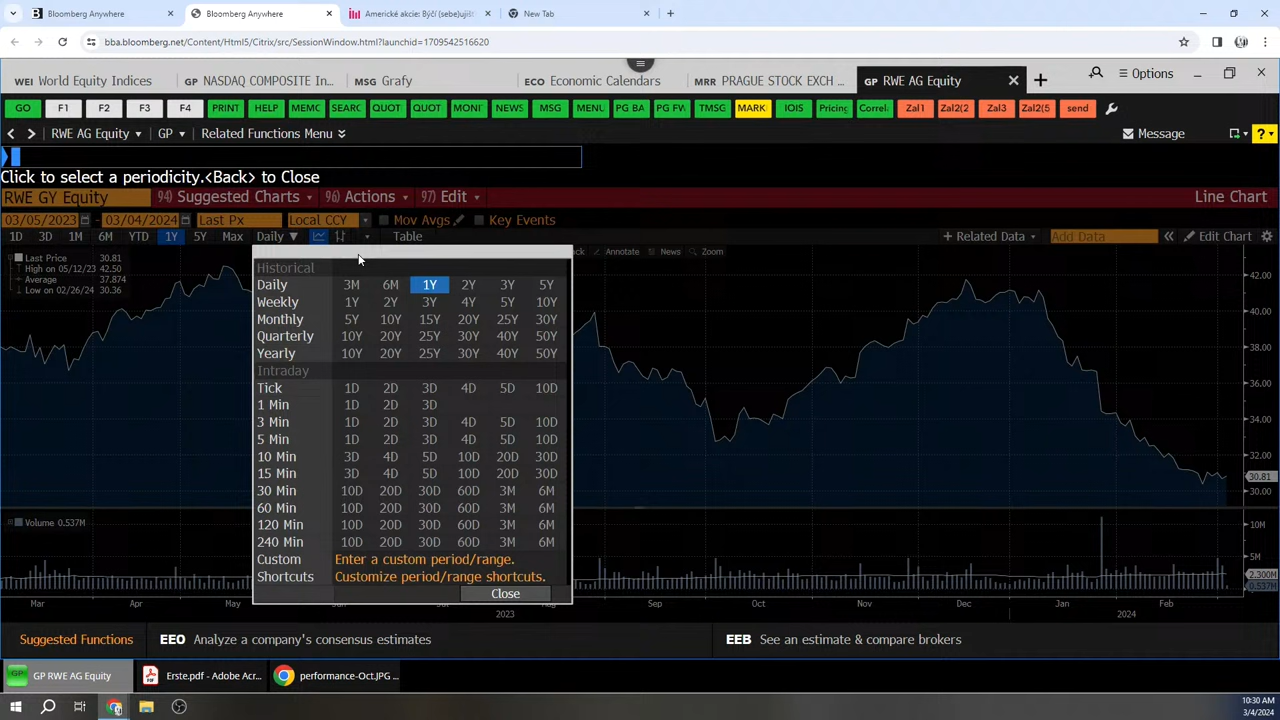 Bloomberg Anywhere
Bloomberg Anywhere
Americké akcie: Býčí (sebe)ujiš
New Tab
bba.bloomberg.net/Content/Html5/Citrix/src/SessionWindow.html?launchid=1709542516620
WEI World Equity Indices
GP NASDAQ COMPOSITE In...
MSG Grafy
ECO Economic Calendars
MRR PRAGUE STOCK EXCH ...
GP RWE AG Equity
Options
GO F1 F2 F3 F4 PRINT HELP MEMC SEARC QUOT QUOT MONI NEWS MSG MENU PG BA PG FW TMSG MARK IOIS Pricing Correla Zal1 Zal2(2 Zal3 Zal2(5 send
RWE AG Equity GP Related Functions Menu
Message
?
Click to select a periodicity.<Back> to Close
RWE GY Equity 94) Suggested Charts 96) Actions 97) Edit Line Chart
03/05/2023 - 03/04/2024 Last Px Local CCY Mov Avgs Key Events
1D 3D 1M 6M YTD 1Y 5Y Max Daily ▼ Table + Related Data Add Data « Edit Chart
Annotate News Zoom
Last Price 30.81
High on 05/12/23 42.50
Average 37.874
Low on 02/26/24 30.36
Historical
Daily 3M 6M 1Y 2Y 3Y 5Y
Weekly 1Y 2Y 3Y 4Y 5Y 10Y
Monthly 5Y 10Y 15Y 20Y 25Y 30Y
Quarterly 10Y 20Y 25Y 30Y 40Y 50Y
Yearly 10Y 20Y 25Y 30Y 40Y 50Y
Intraday
Tick 1D 2D 3D 4D 5D 10D
1 Min 1D 2D 3D
3 Min 1D 2D 3D 4D 5D 10D
5 Min 1D 2D 3D 4D 5D 10D
10 Min 3D 4D 5D 10D 20D 30D
15 Min 3D 4D 5D 10D 20D 30D
30 Min 10D 20D 30D 60D 3M 6M
60 Min 10D 20D 30D 60D 3M 6M
120 Min 10D 20D 30D 60D 3M 6M
240 Min 10D 20D 30D 60D 3M 6M
Custom Enter a custom period/range.
Shortcuts Customize period/range shortcuts.
Close
42.00
40.00
38.00
36.00
34.00
32.00
30.81
30.00
Volume 0.537M
10M
5M
2.300M
0.537M
Mar Apr May Sep Oct Nov Dec Jan Feb
2023 2024
Suggested Functions EEO Analyze a company's consensus estimates EEB See an estimate & compare brokers
GP RWE AG Equity
Erste.pdf - Adobe Acr...
performance-Oct.JPG ...
10:30 AM
3/4/2024